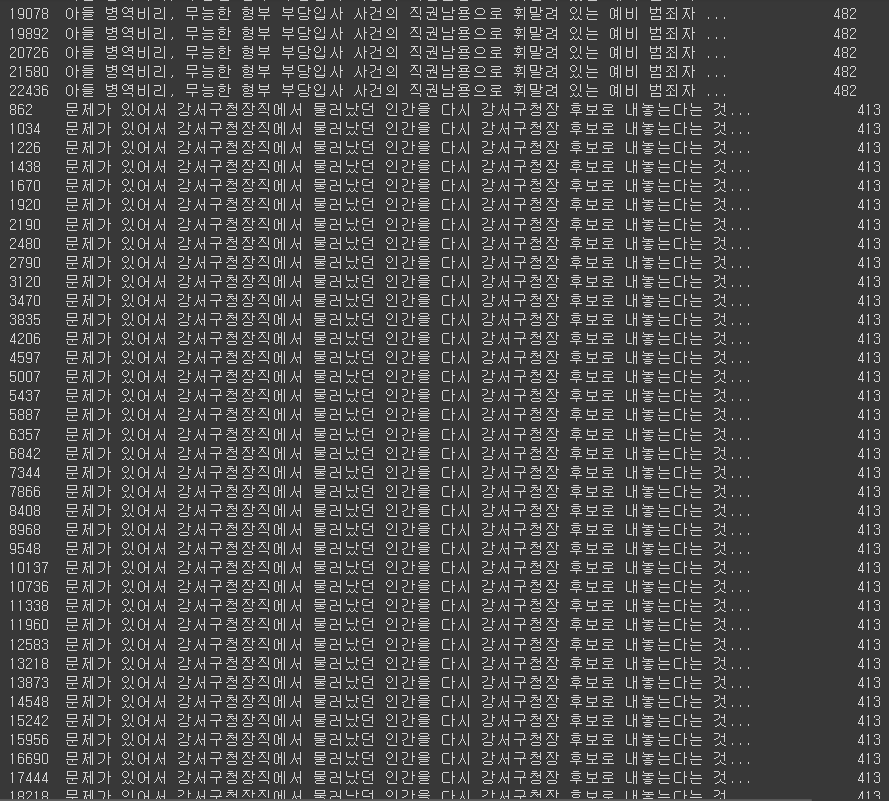 19078 아들 병역비리, 무능한 형부 부당입사 사건의 직권남용으로 휘말려 있는 예비 범죄자 ... 482
19892 아들 병역비리, 무능한 형부 부당입사 사건의 직권남용으로 휘말려 있는 예비 범죄자 ... 482
20726 아들 병역비리, 무능한 형부 부당입사 사건의 직권남용으로 휘말려 있는 예비 범죄자 ... 482
21580 아들 병역비리, 무능한 형부 부당입사 사건의 직권남용으로 휘말려 있는 예비 범죄자 ... 482
22436 아들 병역비리, 무능한 형부 부당입사 사건의 직권남용으로 휘말려 있는 예비 범죄자 ... 482
862 문제가 있어서 강서구청장직에서 물러났던 인간을 다시 강서구청장 후보로 내놓는다는 것... 413
1034 문제가 있어서 강서구청장직에서 물러났던 인간을 다시 강서구청장 후보로 내놓는다는 것... 413
1226 문제가 있어서 강서구청장직에서 물러났던 인간을 다시 강서구청장 후보로 내놓는다는 것... 413
1438 문제가 있어서 강서구청장직에서 물러났던 인간을 다시 강서구청장 후보로 내놓는다는 것... 413
1670 문제가 있어서 강서구청장직에서 물러났던 인간을 다시 강서구청장 후보로 내놓는다는 것... 413
1920 문제가 있어서 강서구청장직에서 물러났던 인간을 다시 강서구청장 후보로 내놓는다는 것... 413
2190 문제가 있어서 강서구청장직에서 물러났던 인간을 다시 강서구청장 후보로 내놓는다는 것... 413
2480 문제가 있어서 강서구청장직에서 물러났던 인간을 다시 강서구청장 후보로 내놓는다는 것... 413
2790 문제가 있어서 강서구청장직에서 물러났던 인간을 다시 강서구청장 후보로 내놓는다는 것... 413
3120 문제가 있어서 강서구청장직에서 물러났던 인간을 다시 강서구청장 후보로 내놓는다는 것... 413
3470 문제가 있어서 강서구청장직에서 물러났던 인간을 다시 강서구청장 후보로 내놓는다는 것... 413
3835 문제가 있어서 강서구청장직에서 물러났던 인간을 다시 강서구청장 후보로 내놓는다는 것... 413
4206 문제가 있어서 강서구청장직에서 물러났던 인간을 다시 강서구청장 후보로 내놓는다는 것... 413
4597 문제가 있어서 강서구청장직에서 물러났던 인간을 다시 강서구청장 후보로 내놓는다는 것... 413
5007 문제가 있어서 강서구청장직에서 물러났던 인간을 다시 강서구청장 후보로 내놓는다는 것... 413
5437 문제가 있어서 강서구청장직에서 물러났던 인간을 다시 강서구청장 후보로 내놓는다는 것... 413
5887 문제가 있어서 강서구청장직에서 물러났던 인간을 다시 강서구청장 후보로 내놓는다는 것... 413
6357 문제가 있어서 강서구청장직에서 물러났던 인간을 다시 강서구청장 후보로 내놓는다는 것... 413
6842 문제가 있어서 강서구청장직에서 물러났던 인간을 다시 강서구청장 후보로 내놓는다는 것... 413
7344 문제가 있어서 강서구청장직에서 물러났던 인간을 다시 강서구청장 후보로 내놓는다는 것... 413
7866 문제가 있어서 강서구청장직에서 물러났던 인간을 다시 강서구청장 후보로 내놓는다는 것... 413
8408 문제가 있어서 강서구청장직에서 물러났던 인간을 다시 강서구청장 후보로 내놓는다는 것... 413
8968 문제가 있어서 강서구청장직에서 물러났던 인간을 다시 강서구청장 후보로 내놓는다는 것... 413
9548 문제가 있어서 강서구청장직에서 물러났던 인간을 다시 강서구청장 후보로 내놓는다는 것... 413
10137 문제가 있어서 강서구청장직에서 물러났던 인간을 다시 강서구청장 후보로 내놓는다는 것... 413
10736 문제가 있어서 강서구청장직에서 물러났던 인간을 다시 강서구청장 후보로 내놓는다는 것... 413
11338 문제가 있어서 강서구청장직에서 물러났던 인간을 다시 강서구청장 후보로 내놓는다는 것... 413
11960 문제가 있어서 강서구청장직에서 물러났던 인간을 다시 강서구청장 후보로 내놓는다는 것... 413
12583 문제가 있어서 강서구청장직에서 물러났던 인간을 다시 강서구청장 후보로 내놓는다는 것... 413
13218 문제가 있어서 강서구청장직에서 물러났던 인간을 다시 강서구청장 후보로 내놓는다는 것... 413
13873 문제가 있어서 강서구청장직에서 물러났던 인간을 다시 강서구청장 후보로 내놓는다는 것... 413
14548 문제가 있어서 강서구청장직에서 물러났던 인간을 다시 강서구청장 후보로 내놓는다는 것... 413
15242 문제가 있어서 강서구청장직에서 물러났던 인간을 다시 강서구청장 후보로 내놓는다는 것... 413
15956 문제가 있어서 강서구청장직에서 물러났던 인간을 다시 강서구청장 후보로 내놓는다는 것... 413
16690 문제가 있어서 강서구청장직에서 물러났던 인간을 다시 강서구청장 후보로 내놓는다는 것... 413
17444 문제가 있어서 강서구청장직에서 물러났던 인간을 다시 강서구청장 후보로 내놓는다는 것... 413
18218 문제가 있어서 강서구청장직에서 물러났던 인간을 다시 강서구청장 후보로 내놓는다는 것... 413